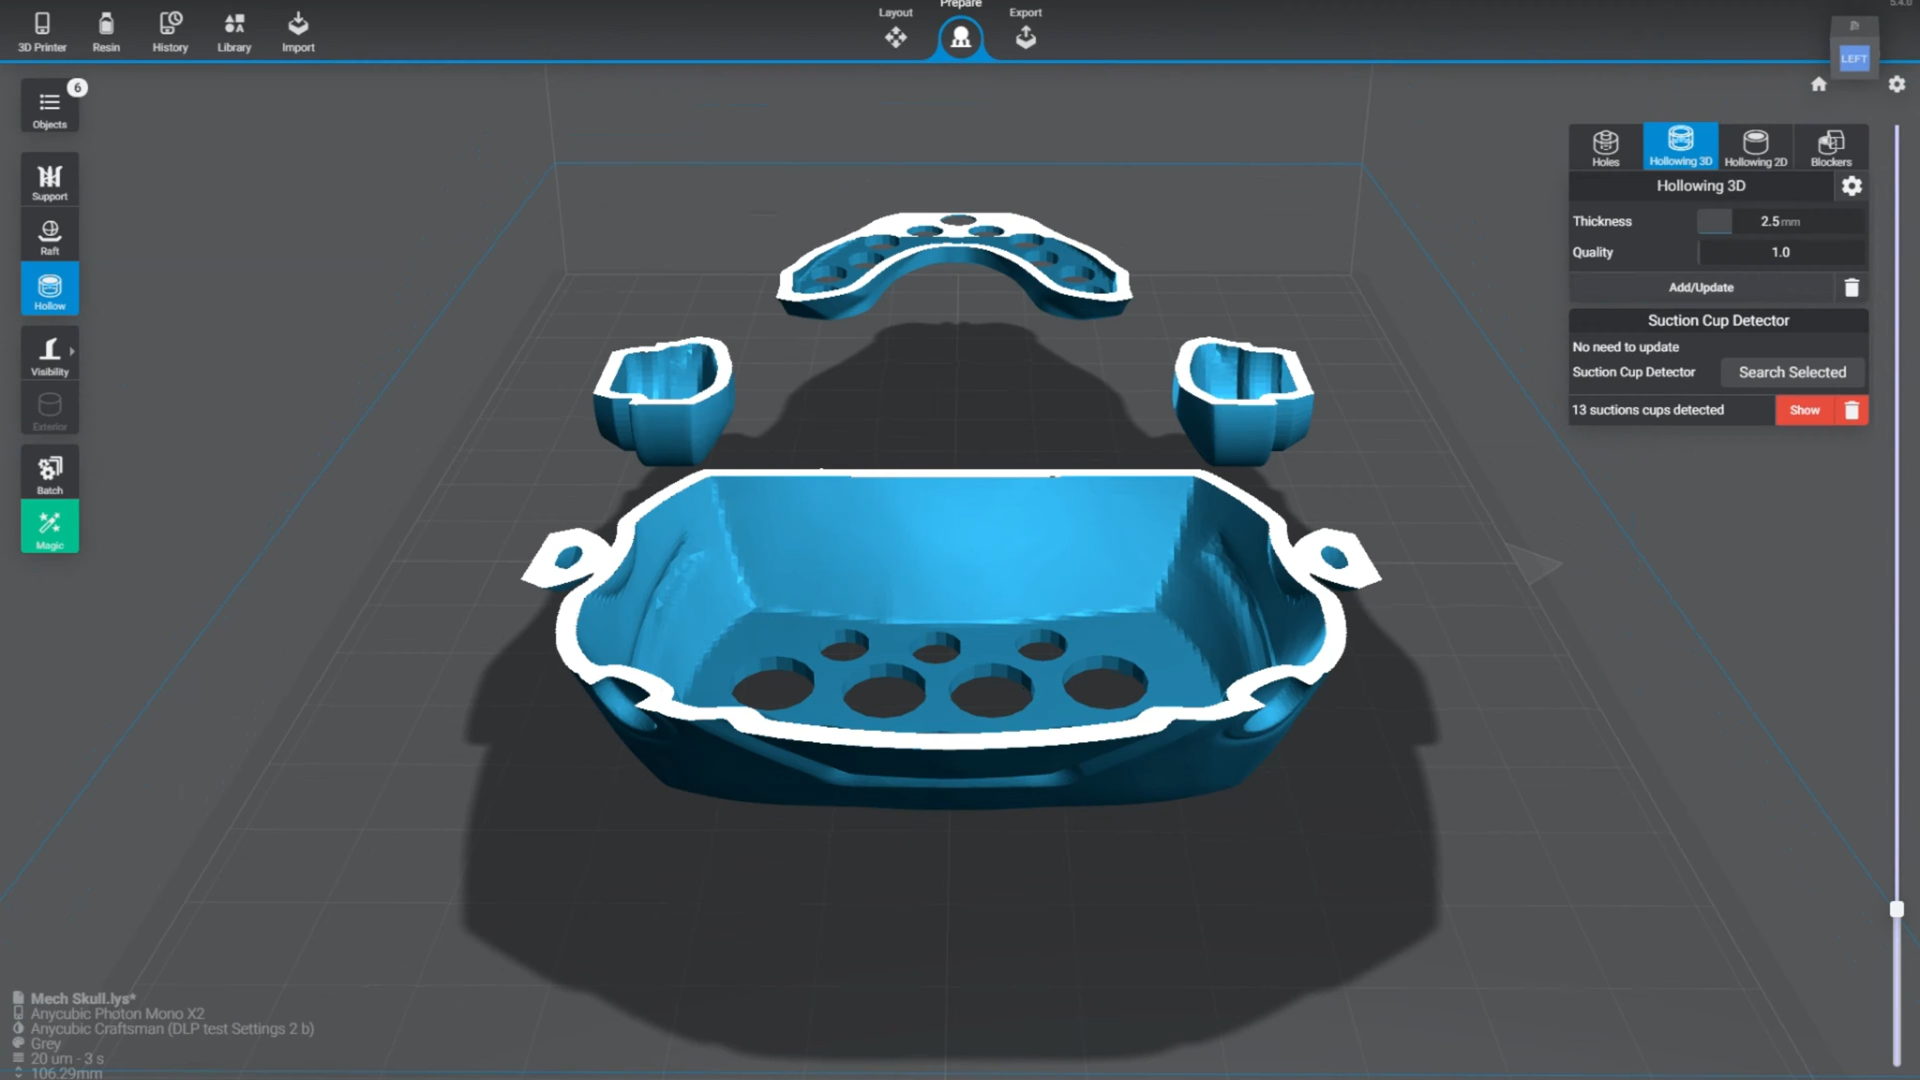 Layout Prepare Export 5.4.0
3D Printer Resin History Library Import
LEFT
6
Objects
Support
Raft
Hollow
Visibility
Exterior
Batch
Magic
Holes Hollowing 3D Hollowing 2D Blockers
Hollowing 3D
Thickness 2.5 mm
Quality 1.0
Add/Update
Suction Cup Detector
No need to update
Suction Cup Detector Search Selected
13 suctions cups detected Show
Mech Skull.lys*
Anycubic Photon Mono X2
Anycubic Craftsman (DLP test Settings 2 b)
Grey
20 um - 3 s
106.29mm